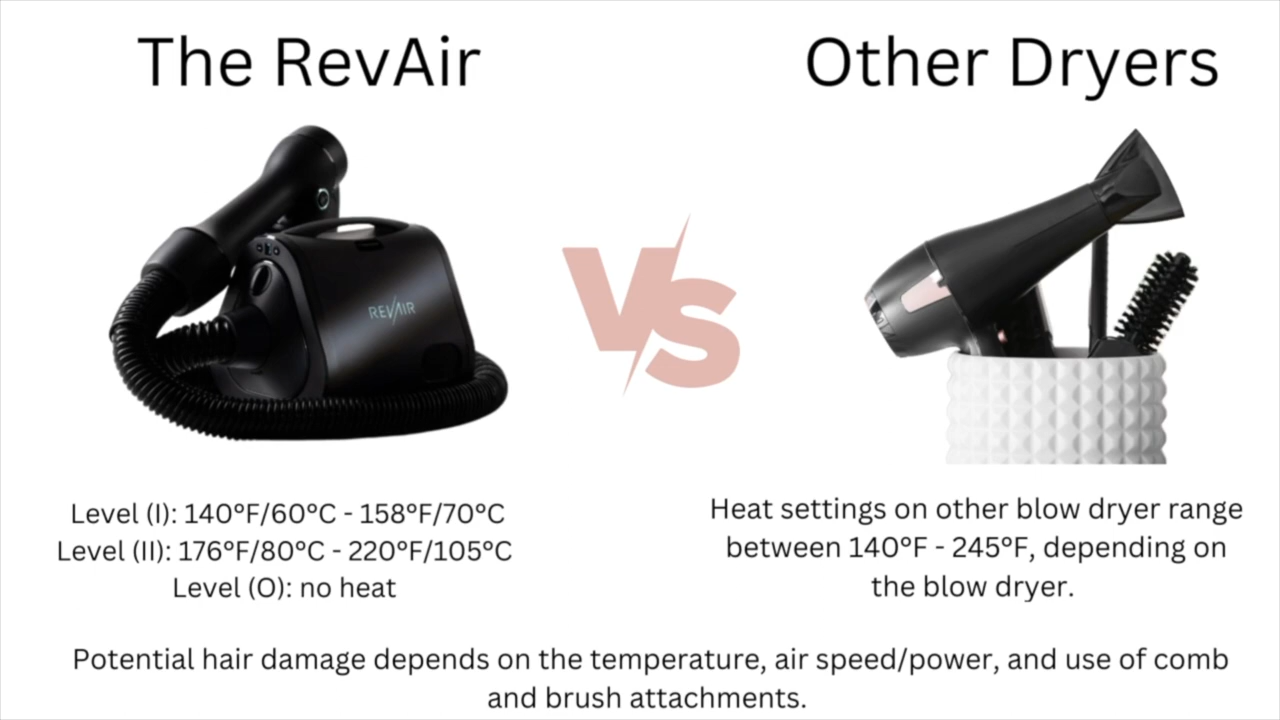 The RevAir
Other Dryers
REVAIR
VS
Level (I): 140°F/60°C - 158°F/70°C
Level (II): 176°F/80°C - 220°F/105°C
Level (O): no heat
Heat settings on other blow dryer range
between 140°F - 245°F, depending on
the blow dryer.
Potential hair damage depends on the temperature, air speed/power, and use of comb
and brush attachments.